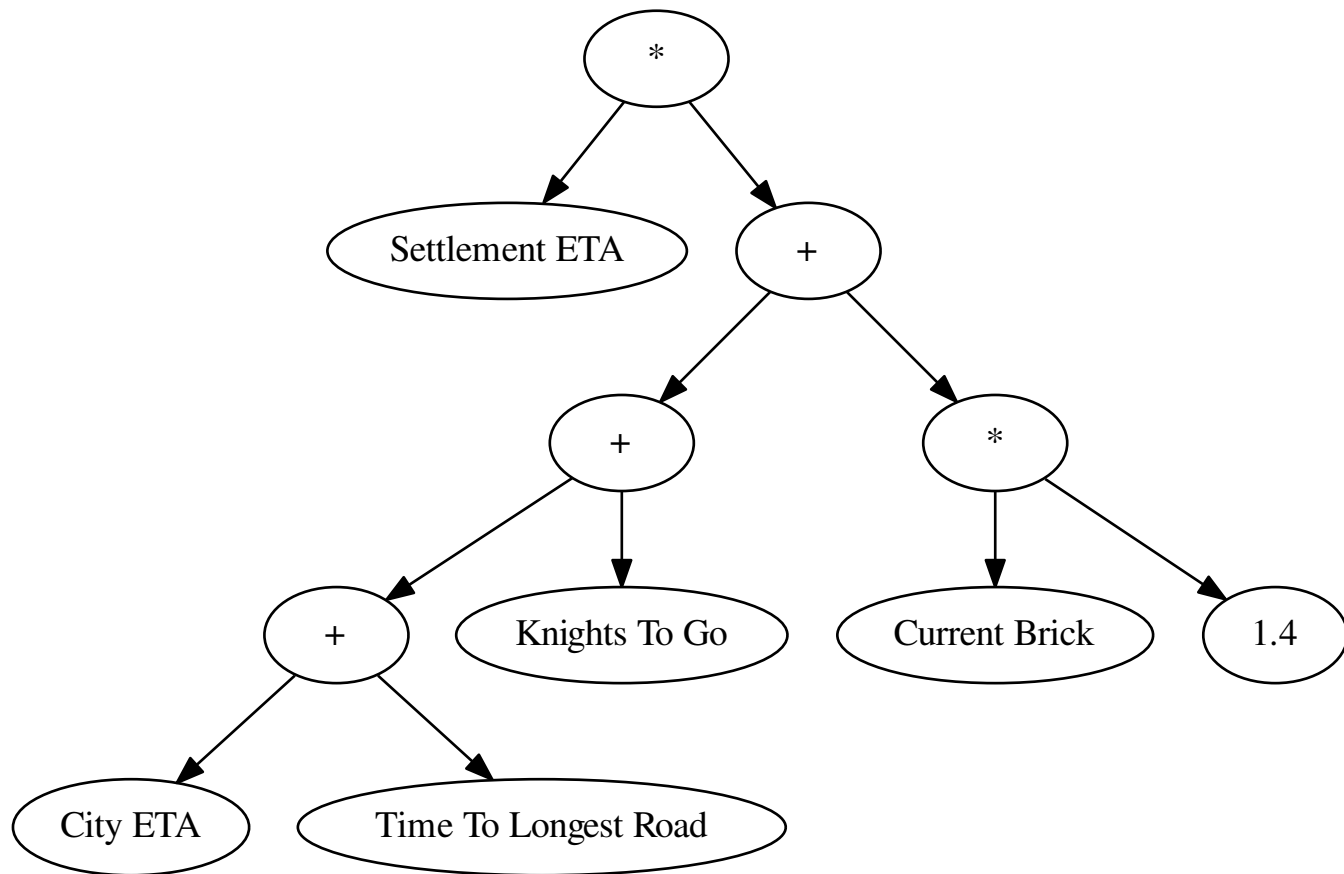 *
Settlement ETA
+
+
*
+
Knights To Go
Current Brick
1.4
City ETA
Time To Longest Road